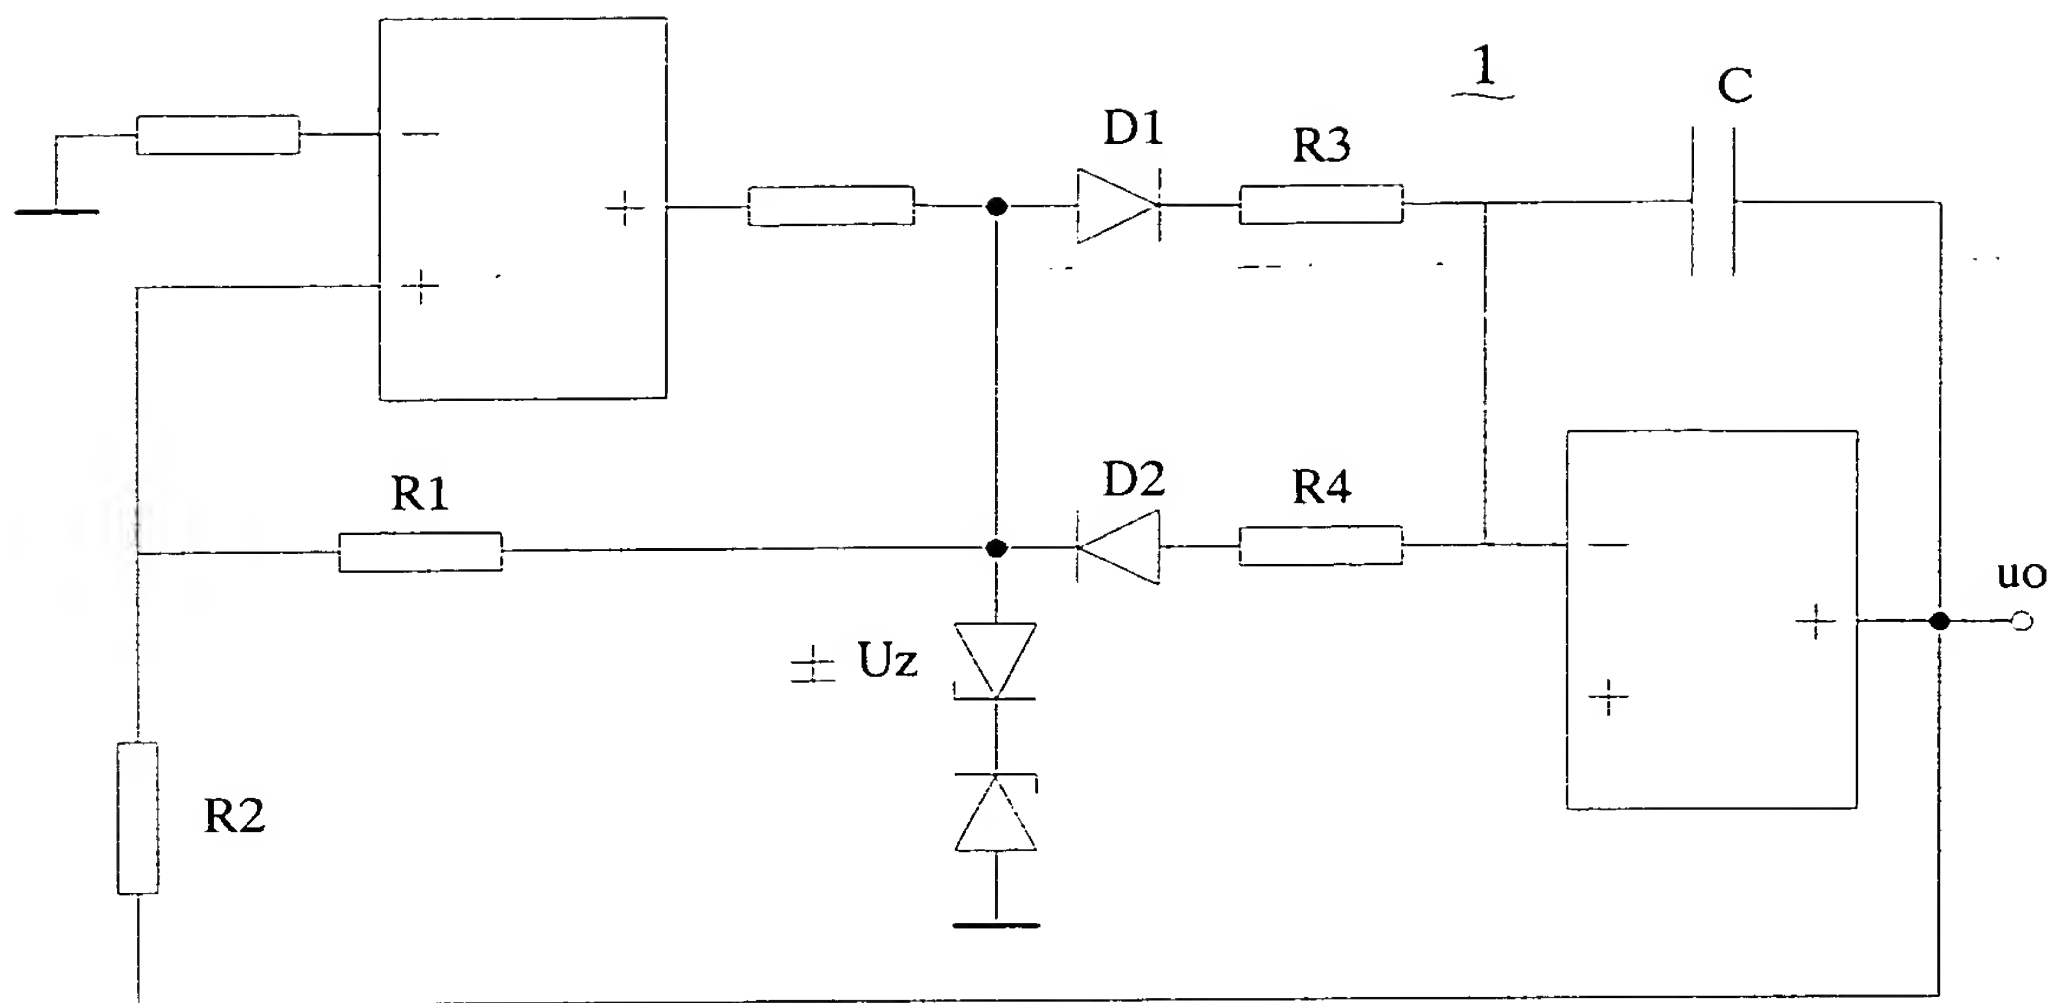 1
C
D1
R3
−
+
+
R1
D2
R4
−
uo
± Uz
+
+
R2